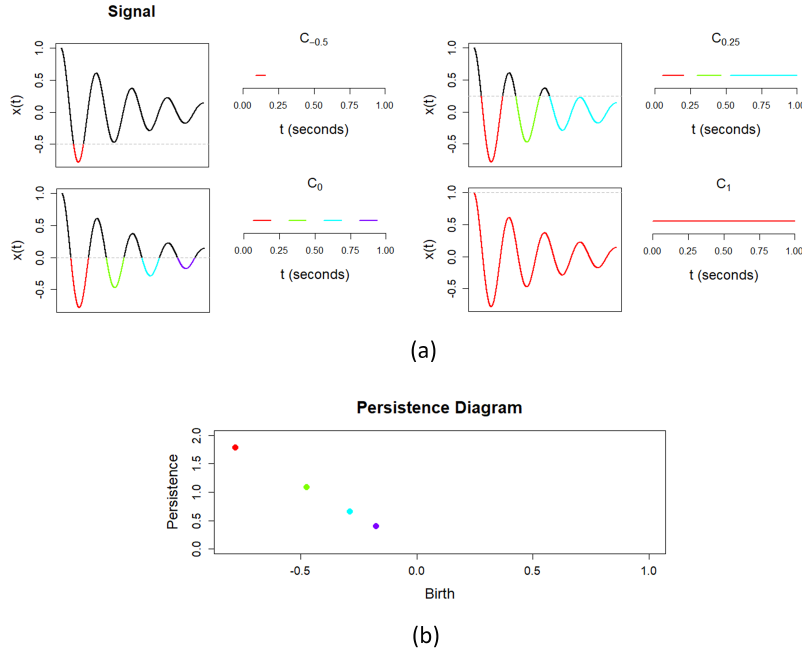 Signal
C₋₀.₅
x(t)
1.0
0.5
0.0
-0.5
0.00 0.25 0.50 0.75 1.00
t (seconds)
C₀.₂₅
x(t)
1.0
0.5
0.0
-0.5
0.00 0.25 0.50 0.75 1.00
t (seconds)
C₀
x(t)
1.0
0.5
0.0
-0.5
0.00 0.25 0.50 0.75 1.00
t (seconds)
C₁
x(t)
1.0
0.5
0.0
-0.5
0.00 0.25 0.50 0.75 1.00
t (seconds)
(a)
Persistence Diagram
Persistence
2.0
1.5
1.0
0.5
0.0
-0.5 0.0 0.5 1.0
Birth
(b)